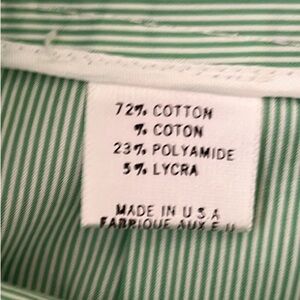 72% COTTON
% COTON
23% POLYAMIDE
5% LYCRA
MADE IN U S A
FABRIQUE AUX E U